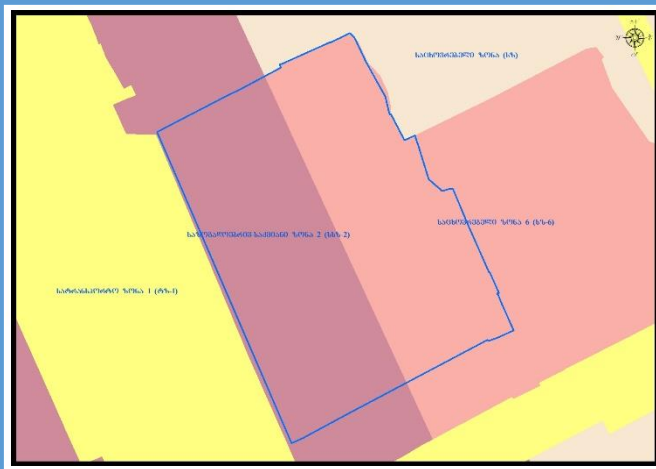 საცხოვრებელი ზონა (სზ)
საზოგადოებრივ საქმიანი ზონა 2 (სსზ-2)
საცხოვრებელი ზონა 6 (სზ-6)
სატრანსპორტო ზონა 1 (ტზ-1)